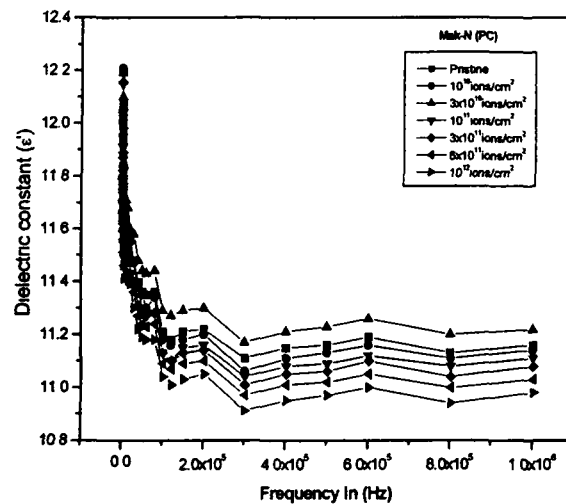 Mak-N (PC)
Pristine
10¹⁰ions/cm²
3x10¹⁰ions/cm²
10¹¹ions/cm²
3x10¹¹ions/cm²
6x10¹¹ions/cm²
10¹²ions/cm²
Dielectric constant (ε')
12.4
12.2
12.0
11.8
11.6
11.4
11.2
11.0
10.8
0.0
2.0x10⁵
4.0x10⁵
6.0x10⁵
8.0x10⁵
1.0x10⁶
Frequency In (Hz)